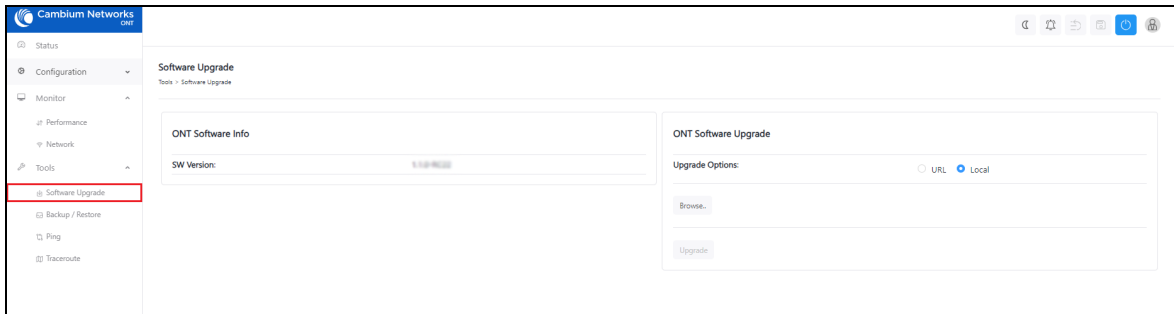 Cambium Networks
ONT
Status
Configuration
Monitor
Performance
Network
Tools
Software Upgrade
Backup / Restore
Ping
Traceroute
Software Upgrade
Tools > Software Upgrade
ONT Software Info
SW Version:
ONT Software Upgrade
Upgrade Options:
URL Local
Browse..
Upgrade